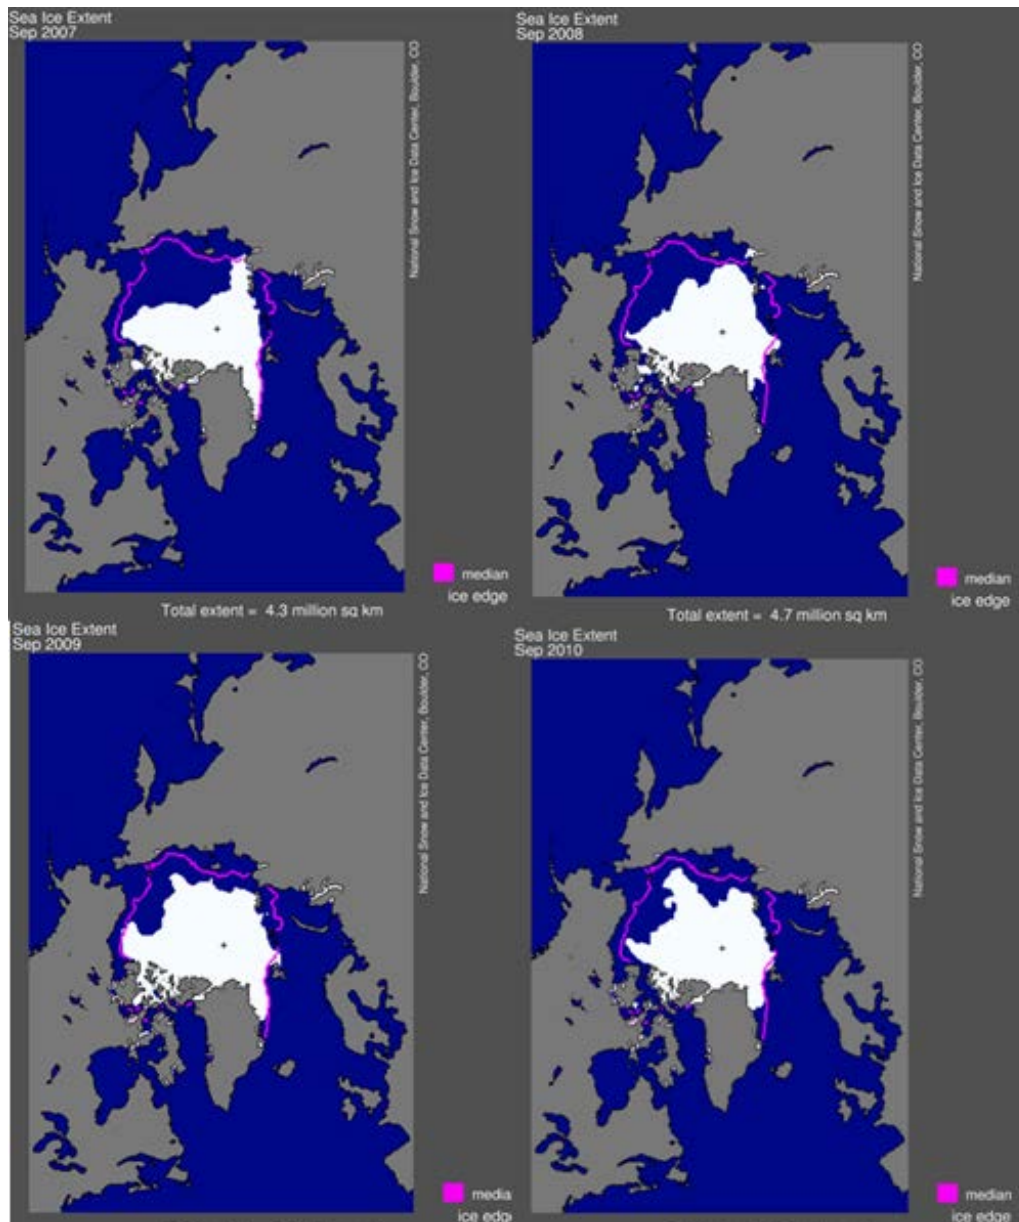 Sea Ice Extent
Sep 2007
National Snow and Ice Data Center, Boulder, CO
median
ice edge
Total extent = 4.3 million sq km
Sea Ice Extent
Sep 2008
National Snow and Ice Data Center, Boulder, CO
median
ice edge
Total extent = 4.7 million sq km
Sea Ice Extent
Sep 2009
National Snow and Ice Data Center, Boulder, CO
media
ice edg
Sea Ice Extent
Sep 2010
National Snow and Ice Data Center, Boulder, CO
median
ice edge